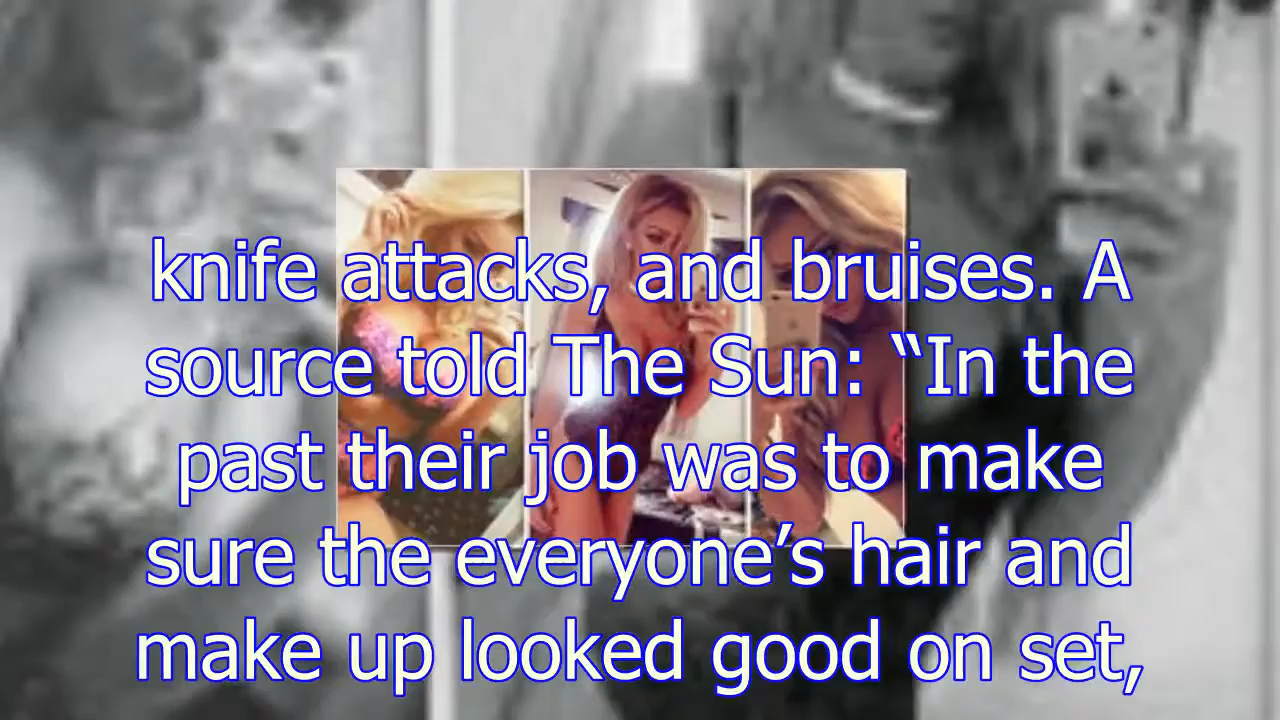 knife attacks, and bruises. A
source told The Sun: “In the
past their job was to make
sure the everyone’s hair and
make up looked good on set,